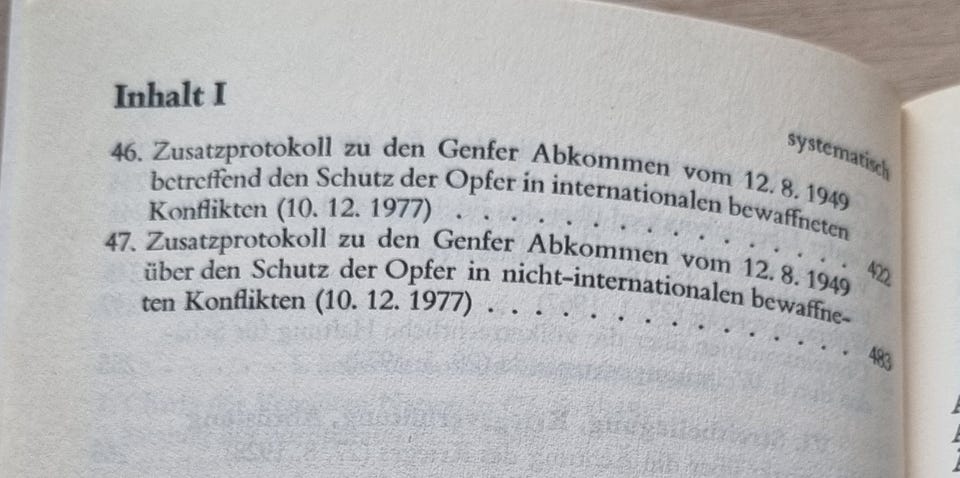 Inhalt I
systematisch
46. Zusatzprotokoll zu den Genfer Abkommen vom 12. 8. 1949
betreffend den Schutz der Opfer in internationalen bewaffneten
Konflikten (10. 12. 1977) . . . . . . . . . . . . . . . 422
47. Zusatzprotokoll zu den Genfer Abkommen vom 12. 8. 1949
über den Schutz der Opfer in nicht-internationalen bewaffne-
ten Konflikten (10. 12. 1977) . . . . . . . . . . . . . . . 483